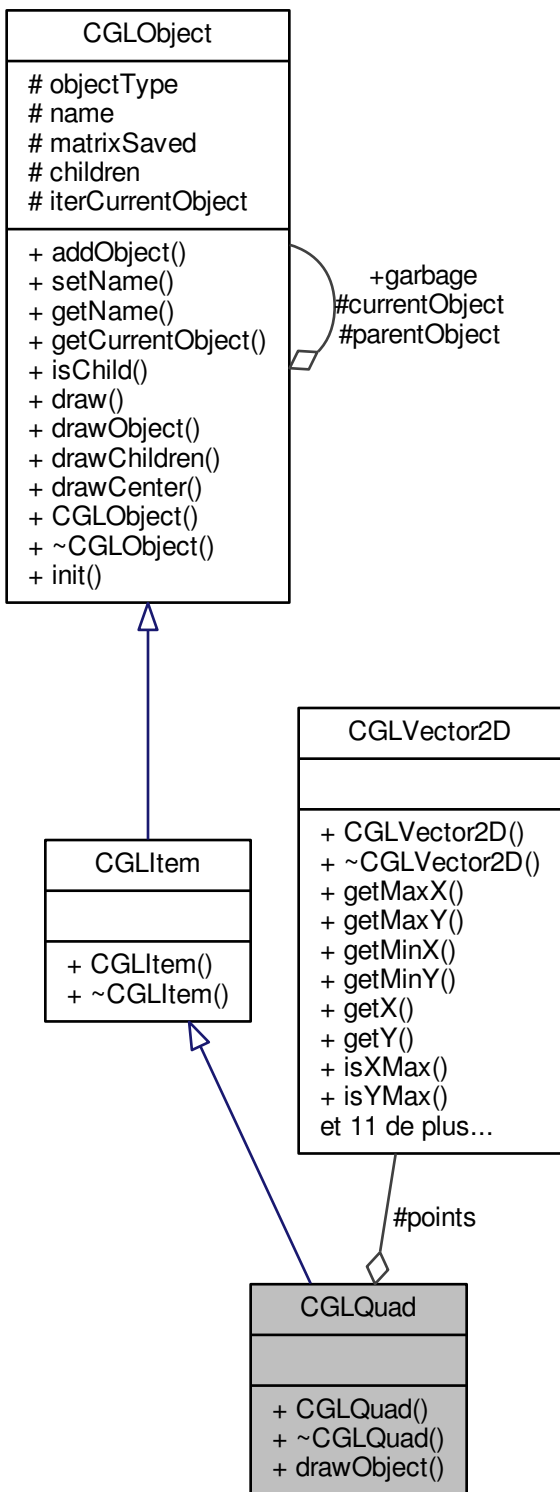 CGLObject
# objectType
# name
# matrixSaved
# children
# iterCurrentObject
+ addObject()
+ setName()
+ getName()
+ getCurrentObject()
+ isChild()
+ draw()
+ drawObject()
+ drawChildren()
+ drawCenter()
+ CGLObject()
+ ~CGLObject()
+ init()
+garbage
#currentObject
#parentObject
CGLItem
+ CGLItem()
+ ~CGLItem()
CGLVector2D
+ CGLVector2D()
+ ~CGLVector2D()
+ getMaxX()
+ getMaxY()
+ getMinX()
+ getMinY()
+ getX()
+ getY()
+ isXMax()
+ isYMax()
et 11 de plus...
#points
CGLQuad
+ CGLQuad()
+ ~CGLQuad()
+ drawObject()